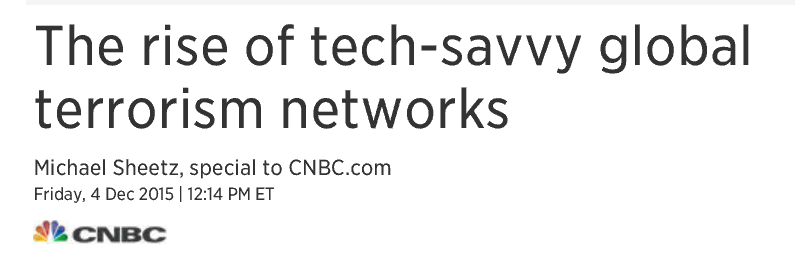 The rise of tech-savvy global
terrorism networks
Michael Sheetz, special to CNBC.com
Friday, 4 Dec 2015 | 12:14 PM ET
CNBC